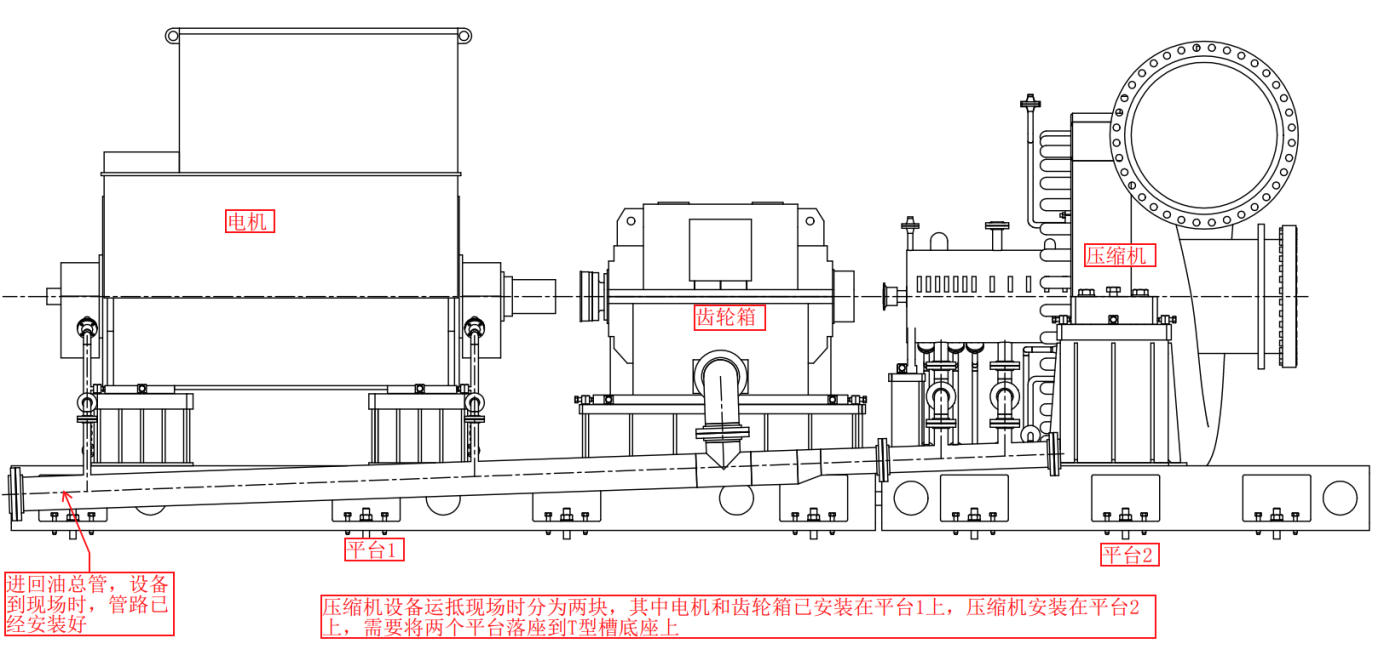 电机
压缩机
齿轮箱
平台1
平台2
进回油总管，设备
到现场时，管路已
经安装好
压缩机设备运抵现场时分为两块，其中电机和齿轮箱已安装在平台1上，压缩机安装在平台2
上，需要将两个平台落座到T型槽底座上